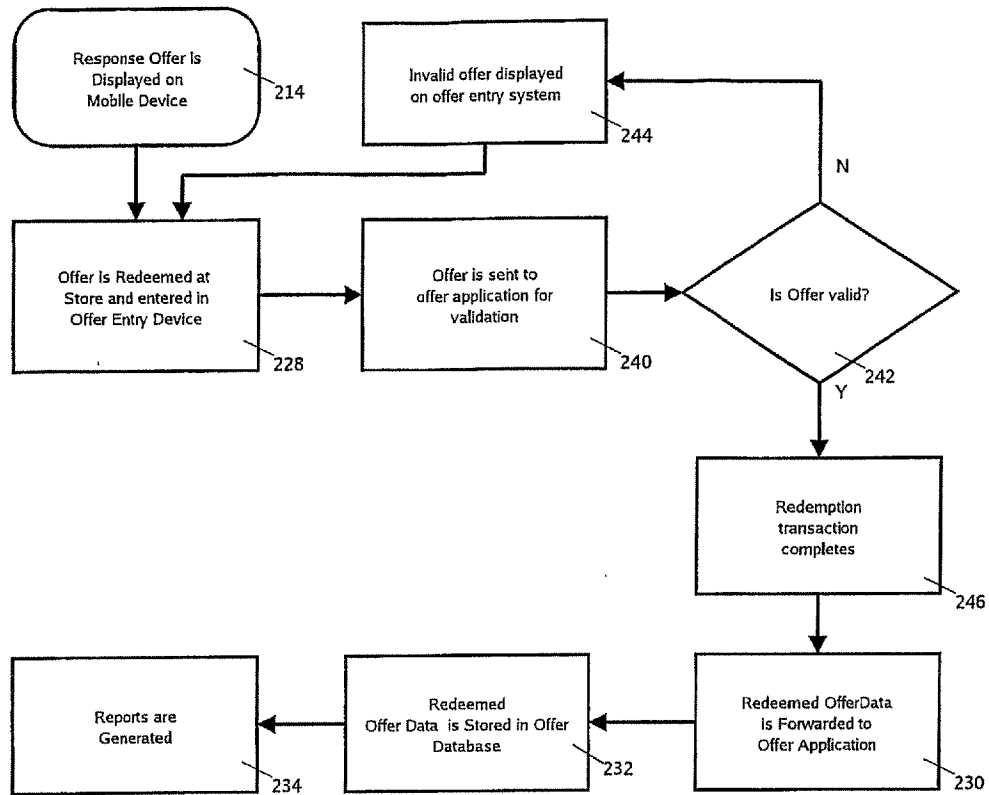 Response Offer is
Displayed on
Mobile Device
214
Invalid offer displayed
on offer entry system
244
N
Offer is Redeemed at
Store and entered in
Offer Entry Device
228
Offer is sent to
offer application for
validation
240
Is Offer valid?
242
Y
Redemption
transaction
completes
246
Reports are
Generated
234
Redeemed
Offer Data is Stored in Offer
Database
232
Redeemed OfferData
is Forwarded to
Offer Application
230